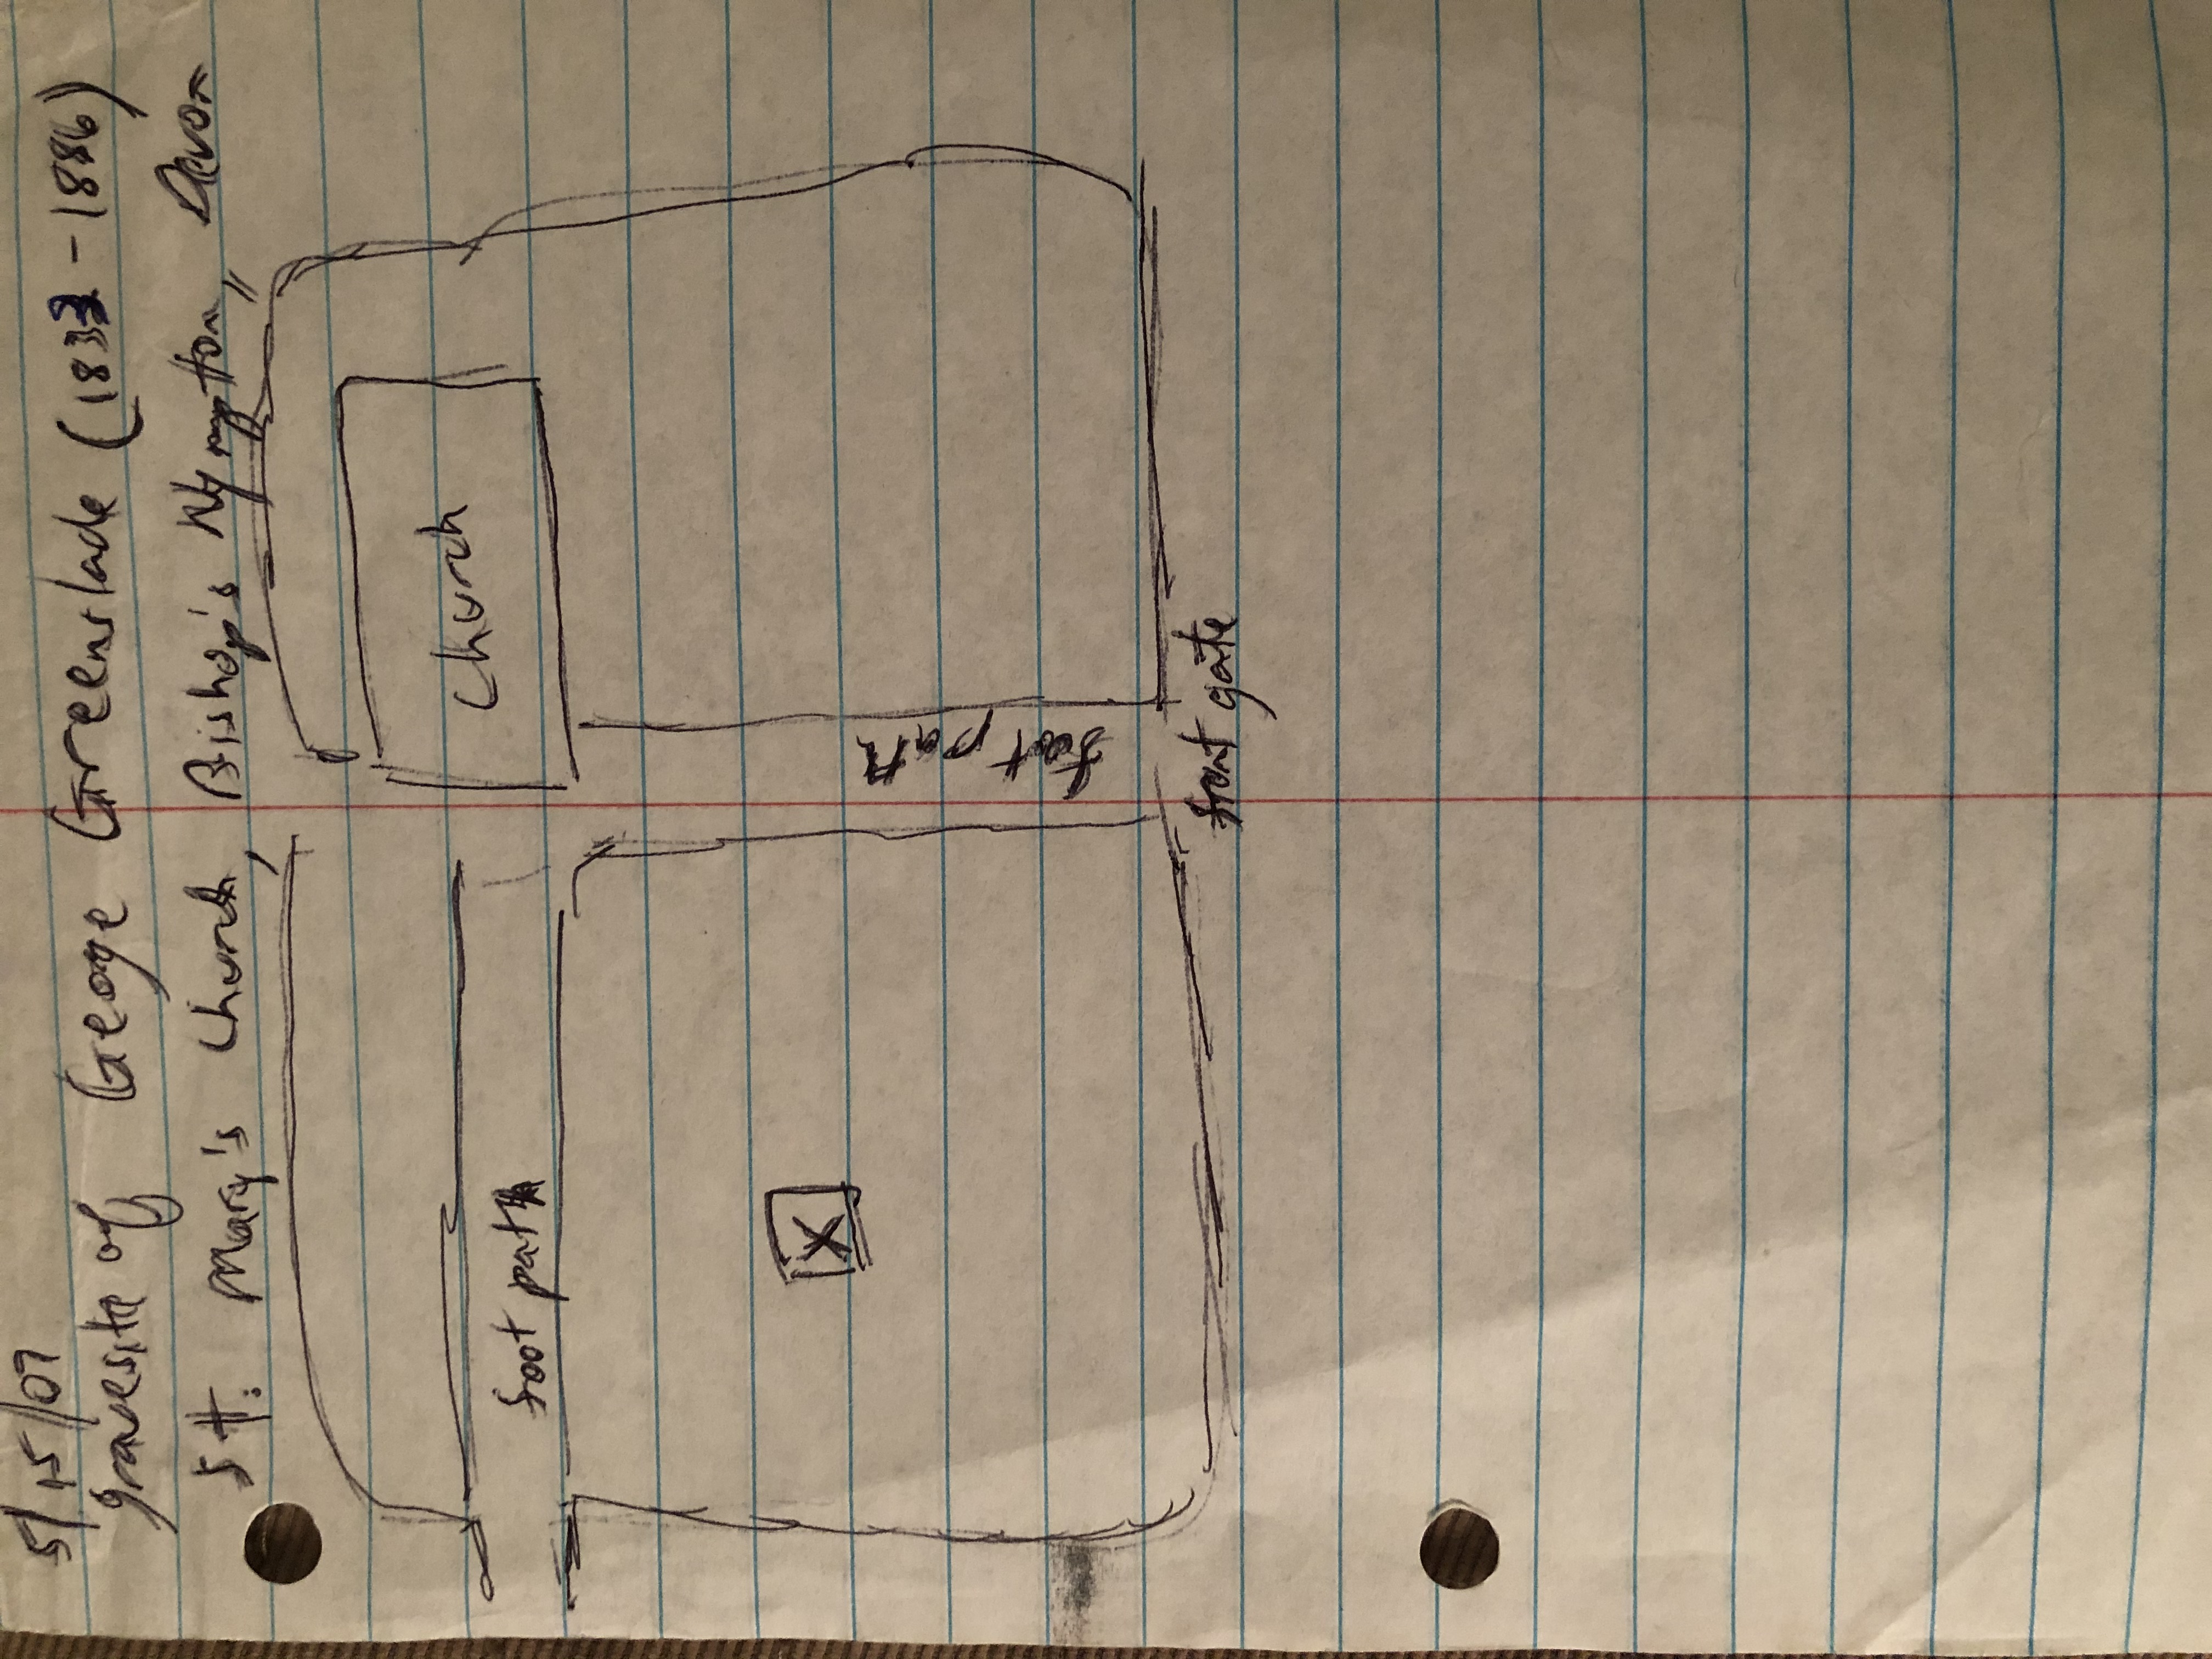 5/15/07
gravesite of George Greenslade (1832-1886)
St. Mary's Church, Bishop's Nympton, Devon
Church
foot path
X
foot path
front gate